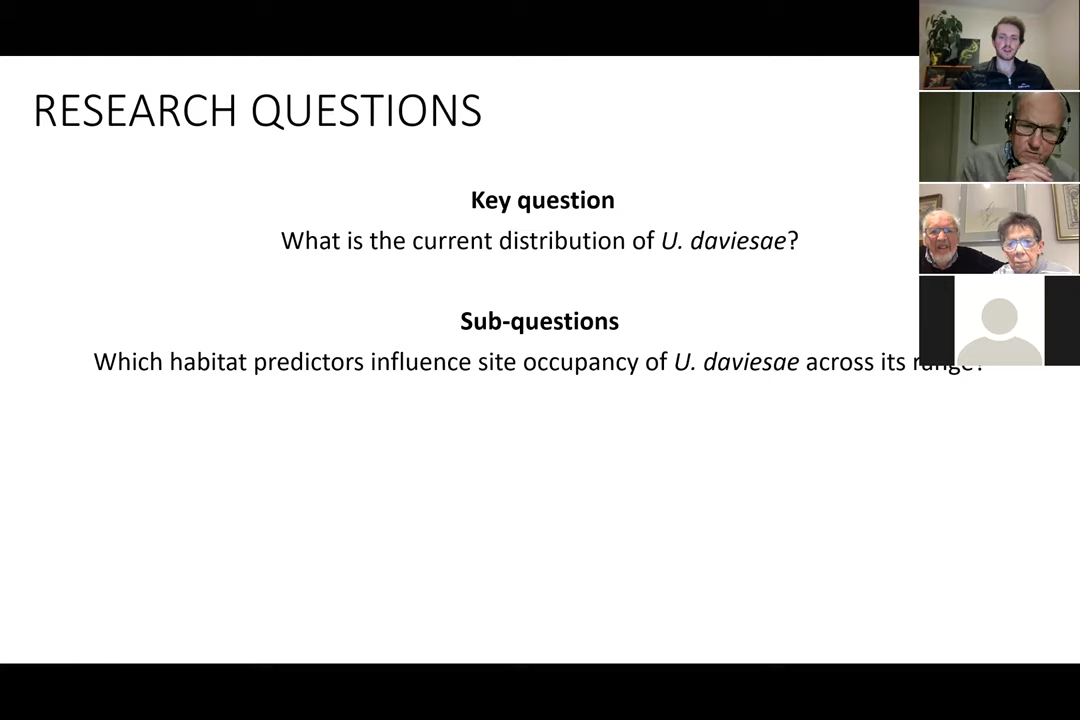 RESEARCH QUESTIONS
Key question
What is the current distribution of U. daviesae?
Sub-questions
Which habitat predictors influence site occupancy of U. daviesae across its range?